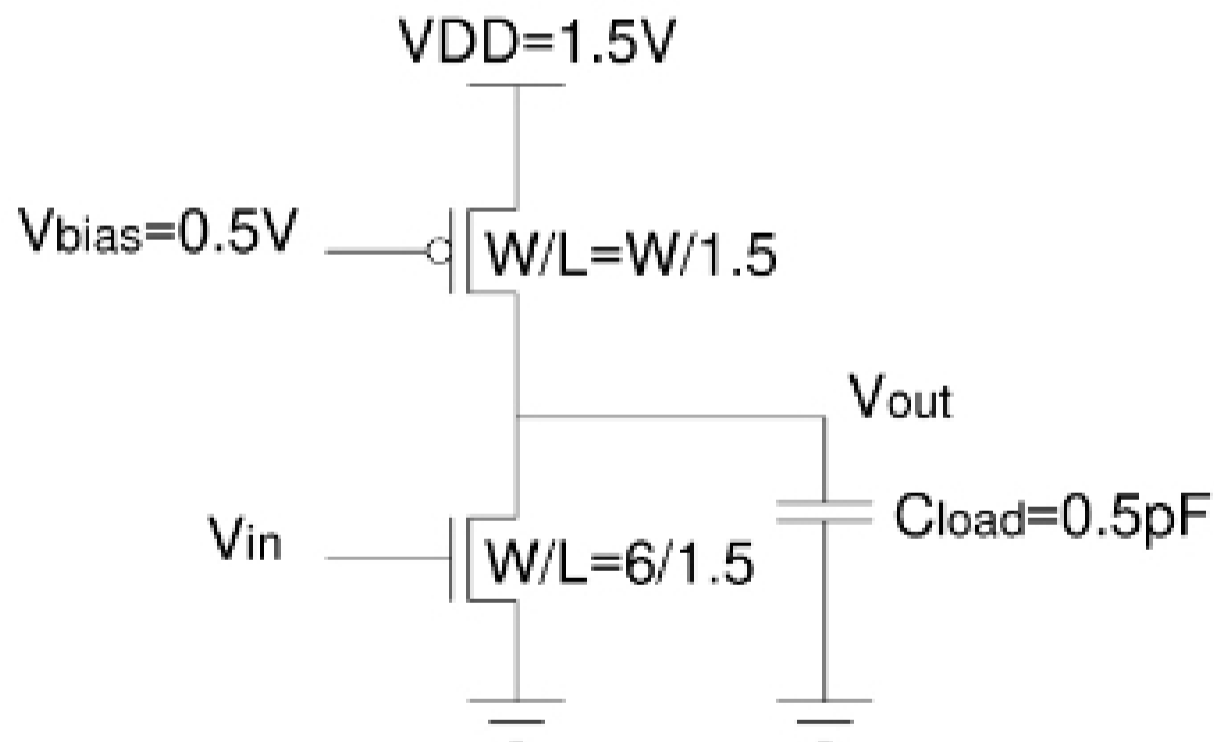 VDD=1.5V
Vbias=0.5V
W/L=W/1.5
Vout
Cload=0.5pF
Vin
W/L=6/1.5